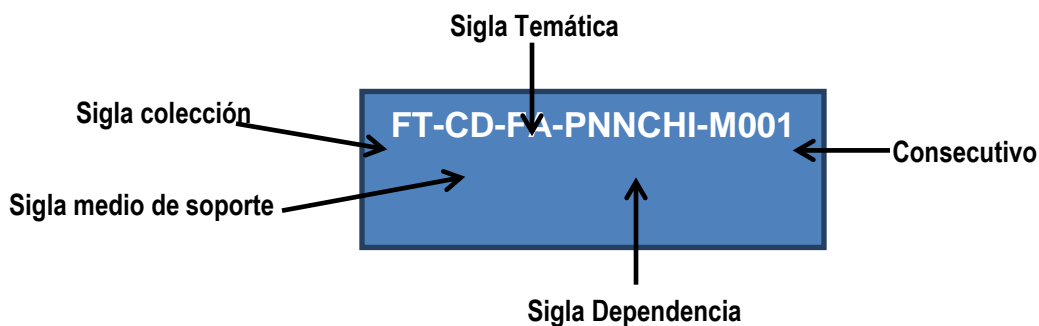 Sigla Temática
Sigla colección
FT-CD-FA-PNNCHI-M001
Consecutivo
Sigla medio de soporte
Sigla Dependencia